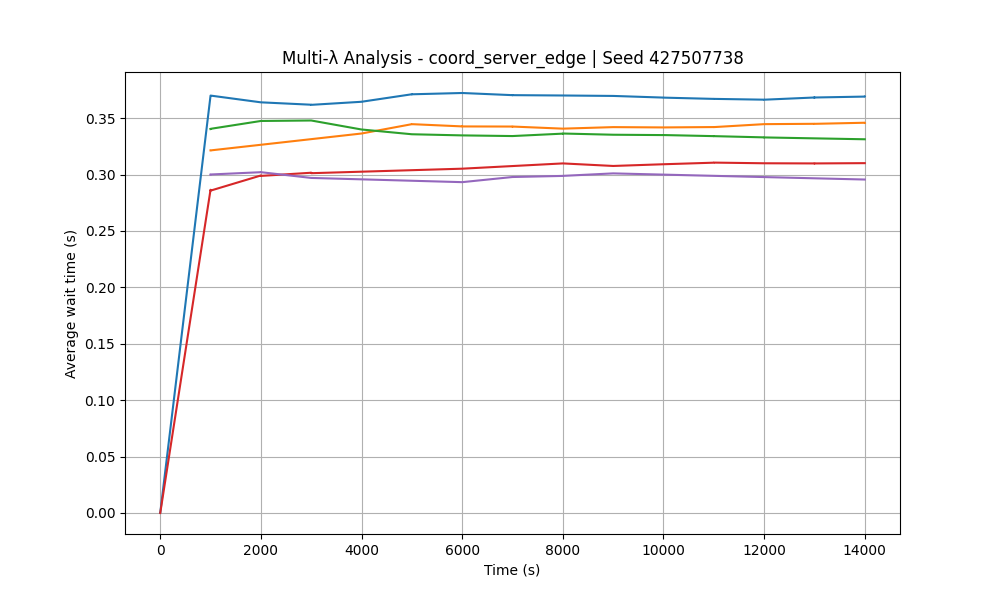 Multi-λ Analysis - coord_server_edge | Seed 427507738
Average wait time (s)
0.35
0.30
0.25
0.20
0.15
0.10
0.05
0.00
0 2000 4000 6000 8000 10000 12000 14000
Time (s)